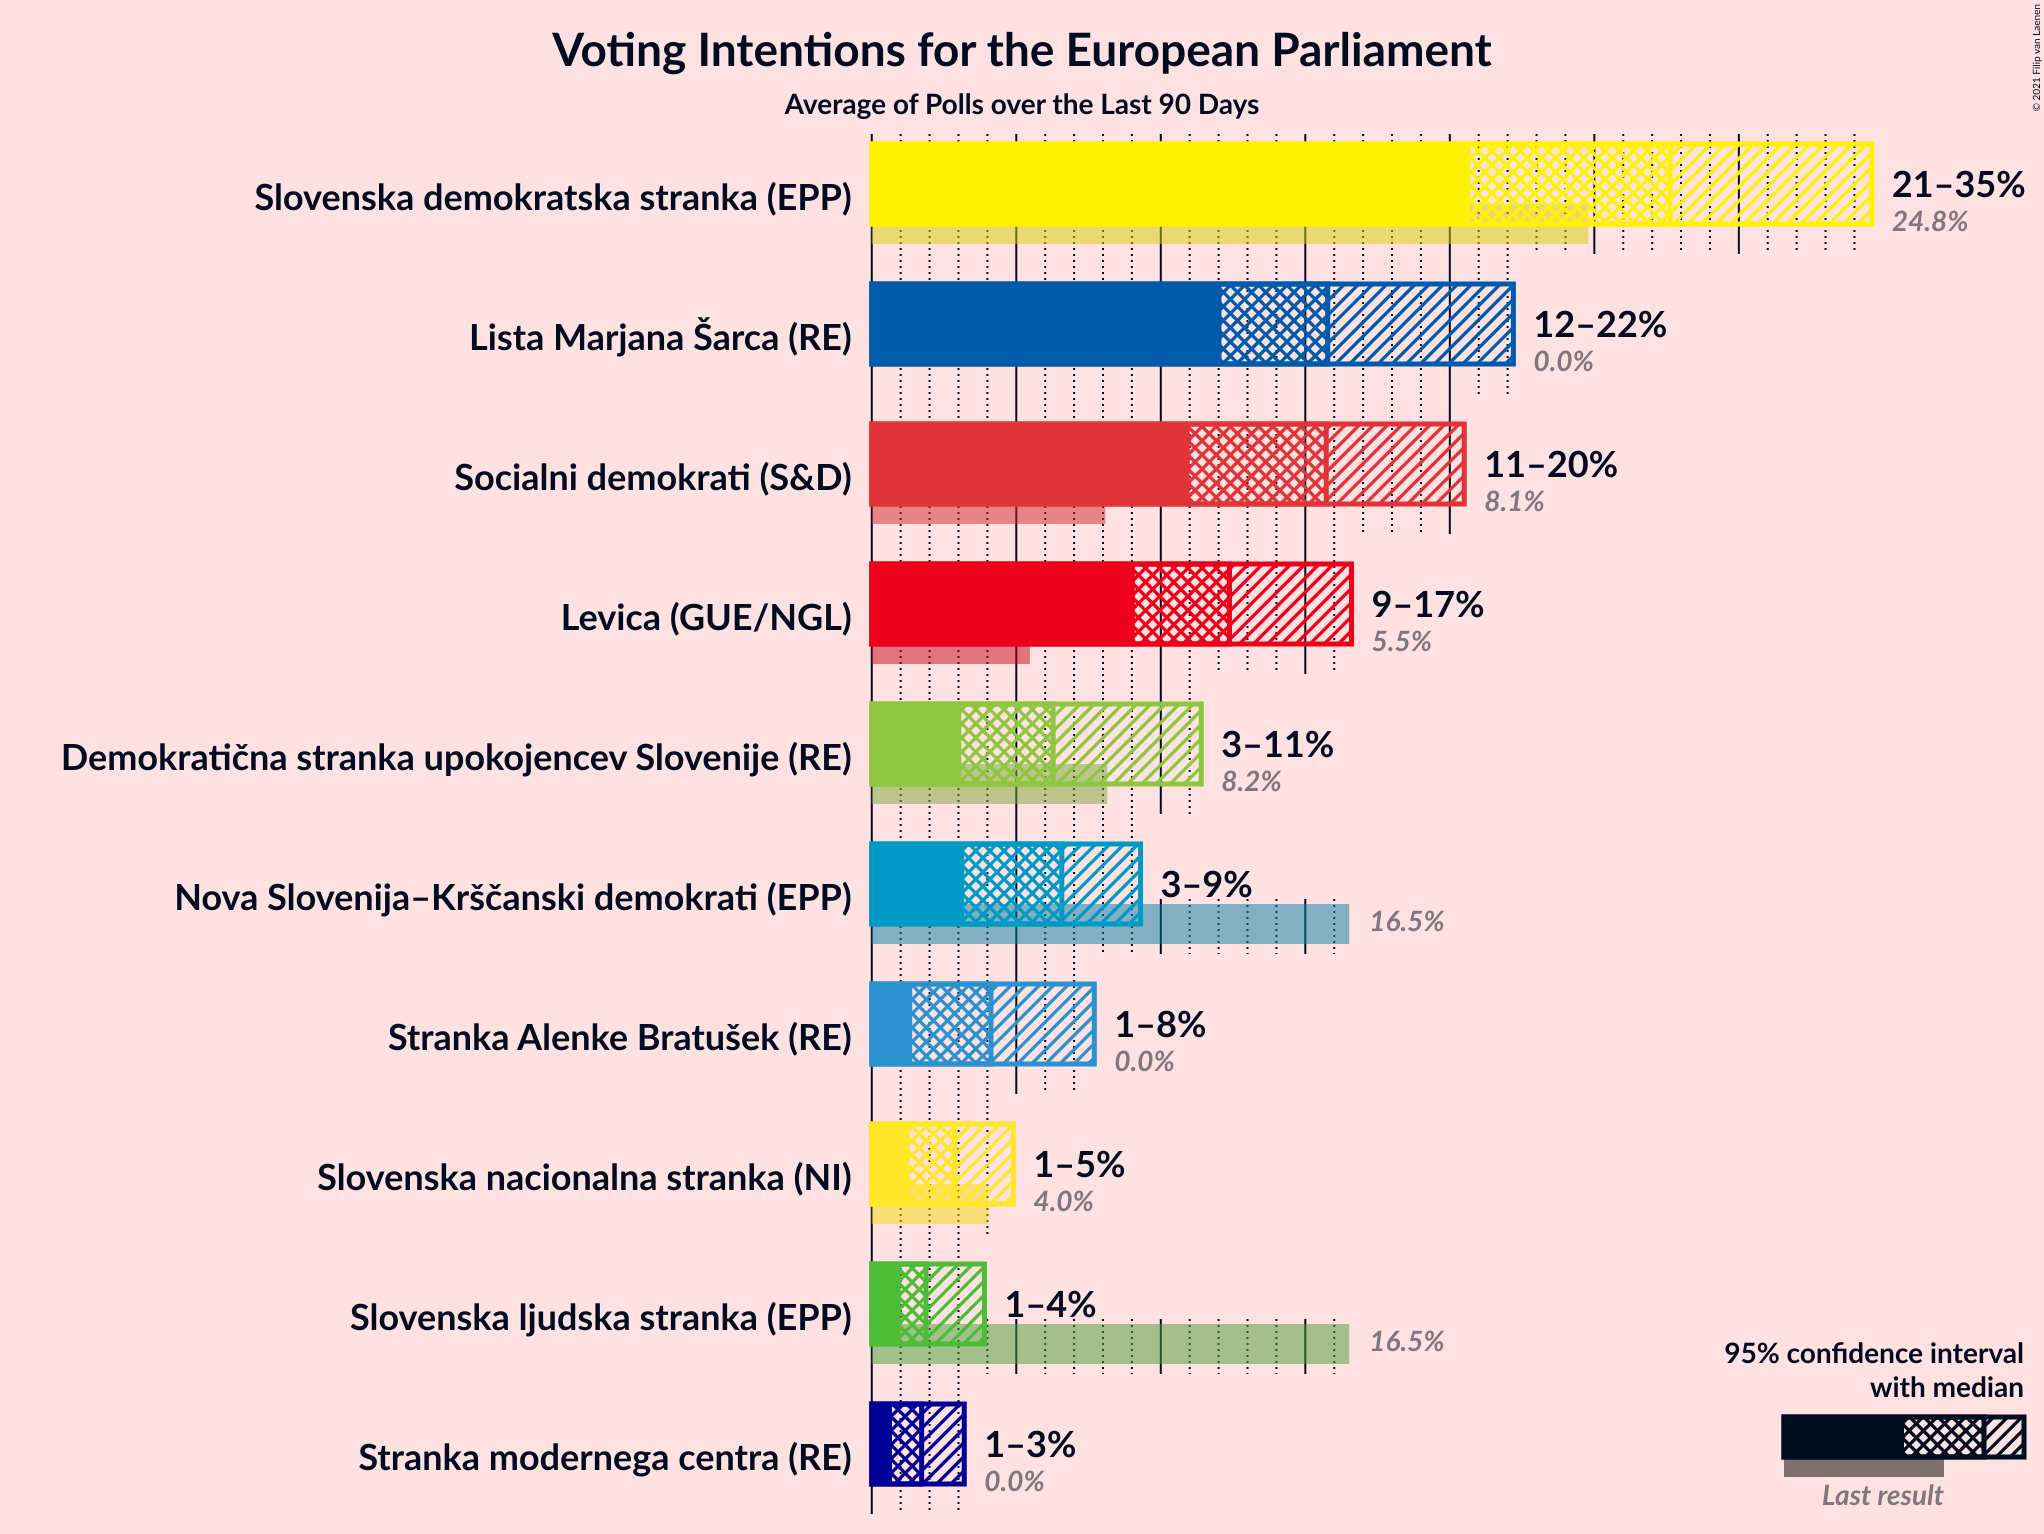 Voting Intentions for the European Parliament
Average of Polls over the Last 90 Days
© 2021 Filip van Laenen
Slovenska demokratska stranka (EPP)
21–35%
24.8%
Lista Marjana Šarca (RE)
12–22%
0.0%
Socialni demokrati (S&D)
11–20%
8.1%
Levica (GUE/NGL)
9–17%
5.5%
Demokratična stranka upokojencev Slovenije (RE)
3–11%
8.2%
Nova Slovenija–Krščanski demokrati (EPP)
3–9%
16.5%
Stranka Alenke Bratušek (RE)
1–8%
0.0%
Slovenska nacionalna stranka (NI)
1–5%
4.0%
Slovenska ljudska stranka (EPP)
1–4%
16.5%
Stranka modernega centra (RE)
1–3%
0.0%
95% confidence interval
with median
Last result